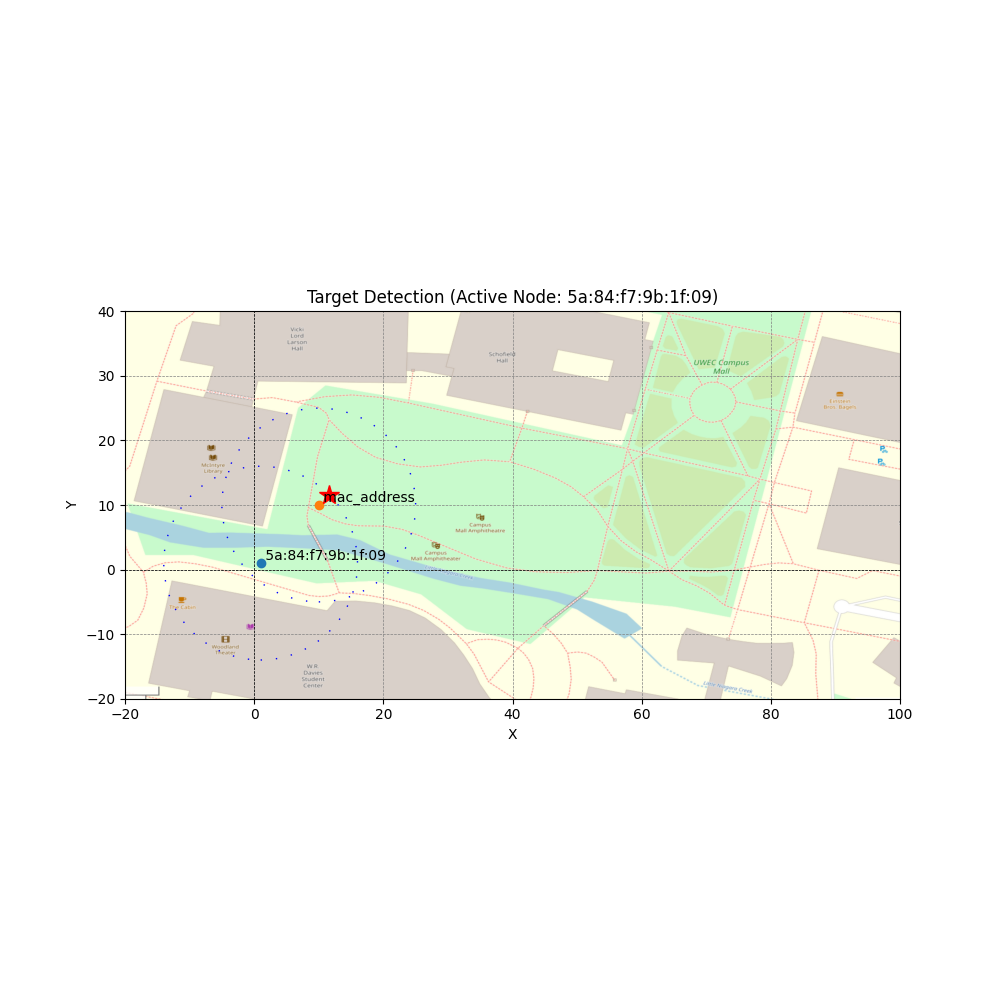 Target Detection (Active Node: 5a:84:f7:9b:1f:09)
40
30
20
10
0
−10
−20
Y
Vicki-
Lord
Larson
Hall
Schofield
Hall
UWEC Campus
Mall
Einstein
Bros. Bagels
McIntyre
Library
mac_address
Campus
Mall Amphitheatre
Campus
Mall Amphitheater
5a:84:f7:9b:1f:09
The Cabin
Woodland
Theater
W.R.
Davies
Student
Center
Little Niagara Creek
−20
0
20
40
60
80
100
X